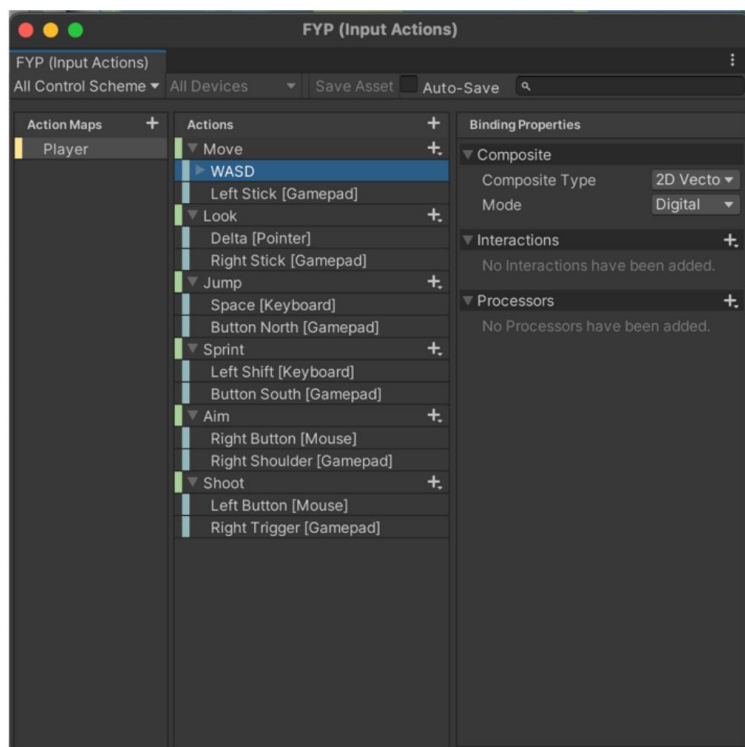 FYP (Input Actions)
FYP (Input Actions)
All Control Scheme All Devices Save Asset Auto-Save
Action Maps
Player
Actions
Move
WASD
Left Stick [Gamepad]
Look
Delta [Pointer]
Right Stick [Gamepad]
Jump
Space [Keyboard]
Button North [Gamepad]
Sprint
Left Shift [Keyboard]
Button South [Gamepad]
Aim
Right Button [Mouse]
Right Shoulder [Gamepad]
Shoot
Left Button [Mouse]
Right Trigger [Gamepad]
Binding Properties
Composite
Composite Type 2D Vecto
Mode Digital
Interactions
No Interactions have been added.
Processors
No Processors have been added.